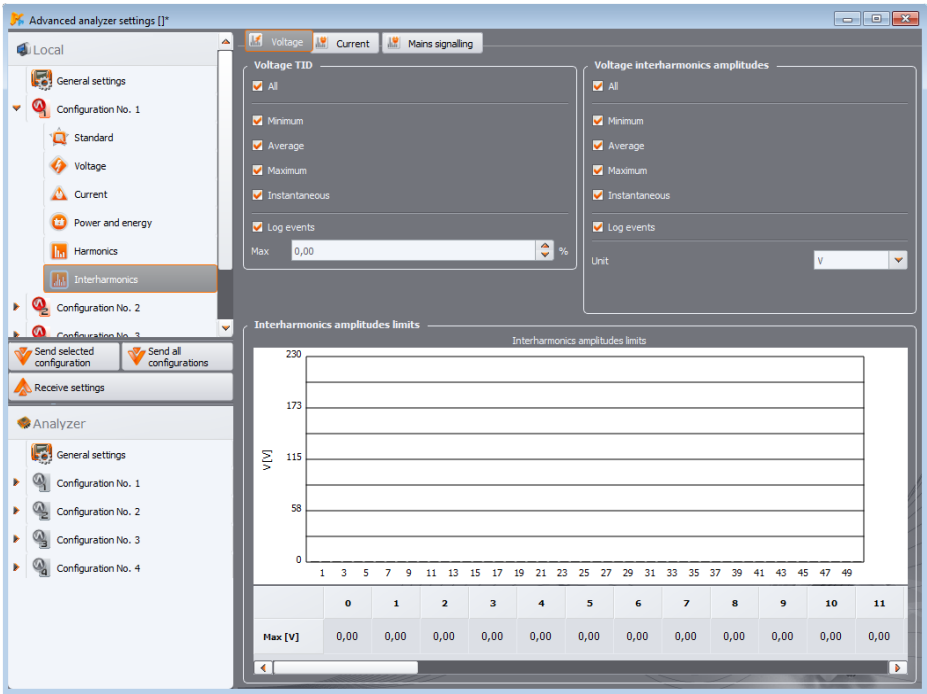 Advanced analyzer settings []*
Local
General settings
Configuration No. 1
Standard
Voltage
Current
Power and energy
Harmonics
Interharmonics
Configuration No. 2
Configuration No. 3
Send selected configuration
Send all configurations
Receive settings
Analyzer
General settings
Configuration No. 1
Configuration No. 2
Configuration No. 3
Configuration No. 4
Voltage Current Mains signalling
Voltage TID
All
Minimum
Average
Maximum
Instantaneous
Log events
Max 0,00 %
Voltage interharmonics amplitudes
All
Minimum
Average
Maximum
Instantaneous
Log events
Unit V
Interharmonics amplitudes limits
Interharmonics amplitudes limits
230
173
115
58
0
V [V]
1 3 5 7 9 11 13 15 17 19 21 23 25 27 29 31 33 35 37 39 41 43 45 47 49
0 1 2 3 4 5 6 7 8 9 10 11
Max [V] 0,00 0,00 0,00 0,00 0,00 0,00 0,00 0,00 0,00 0,00 0,00 0,00